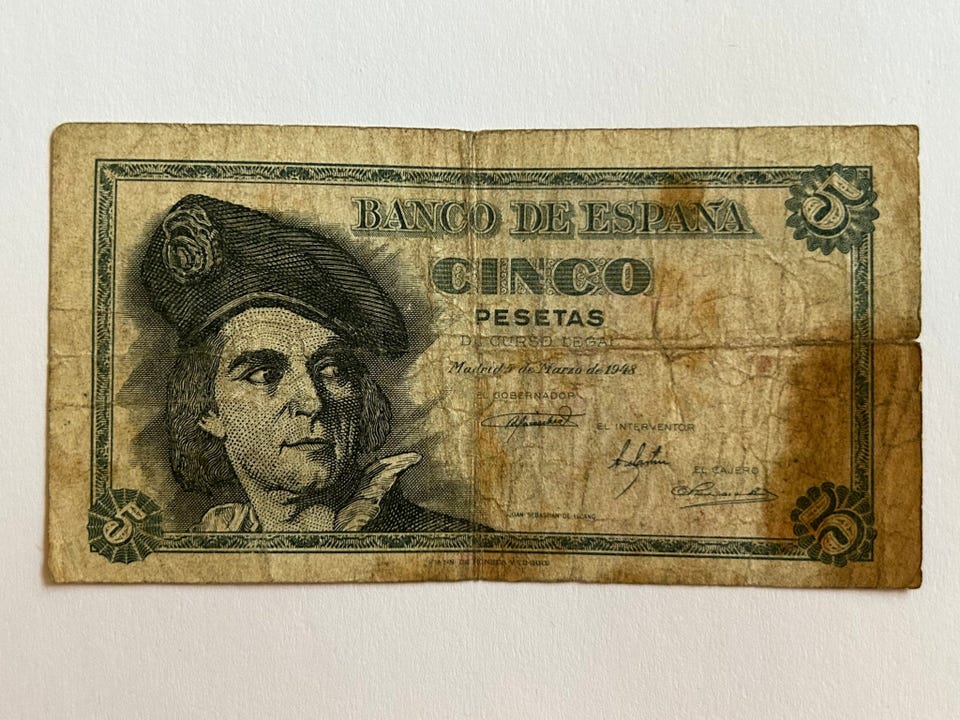 BANCO DE ESPAÑA
5
CINCO
PESETAS
DE CURSO LEGAL
Madrid 5 de Marzo de 1948
EL GOBERNADOR
EL INTERVENTOR
EL CAJERO
JUAN SEBASTIAN DE ELCANO
5
5